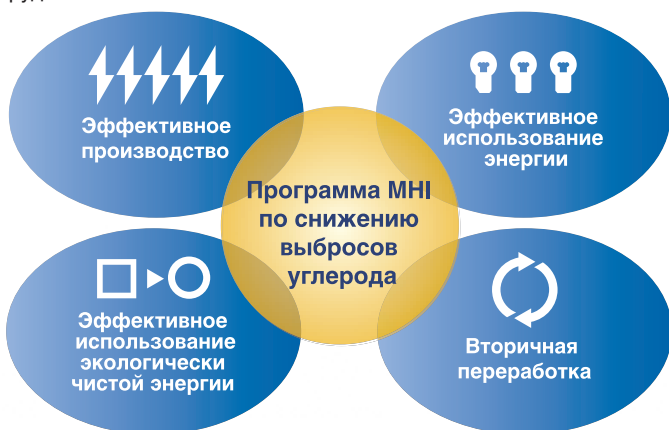 Эффективное
производство
Эффективное
использование
энергии
Программа MHI
по снижению
выбросов
углерода
Эффективное
использование
экологически
чистой энергии
Вторичная
переработка